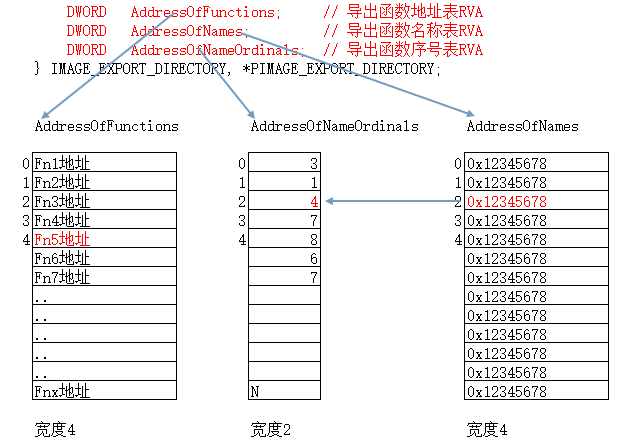 DWORD AddressOfFunctions; // 导出函数地址表RVA
DWORD AddressOfNames; // 导出函数名称表RVA
DWORD AddressOfNameOrdinals; // 导出函数序号表RVA
} IMAGE_EXPORT_DIRECTORY, *PIMAGE_EXPORT_DIRECTORY;
AddressOfFunctions AddressOfNameOrdinals AddressOfNames
0 Fn1地址 0 3 0 0x12345678
1 Fn2地址 1 1 1 0x12345678
2 Fn3地址 2 4 2 0x12345678
3 Fn4地址 3 7 3 0x12345678
4 Fn5地址 4 8 4 0x12345678
Fn6地址 6 0x12345678
Fn7地址 7 0x12345678
.. 0x12345678
.. 0x12345678
.. 0x12345678
.. 0x12345678
.. 0x12345678
Fnx地址 N 0x12345678
宽度4 宽度2 宽度4